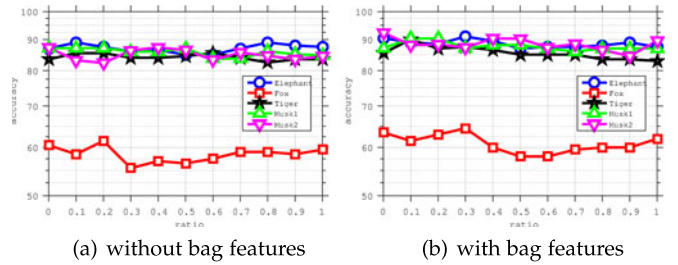 100
90
80
70
60
50
accuracy
Elephant
Fox
Tiger
Musk1
Musk2
0 0.1 0.2 0.3 0.4 0.5 0.6 0.7 0.8 0.9 1
ratio
(a) without bag features
100
90
80
70
60
50
accuracy
Elephant
Fox
Tiger
Musk1
Musk2
0 0.1 0.2 0.3 0.4 0.5 0.6 0.7 0.8 0.9 1
ratio
(b) with bag features